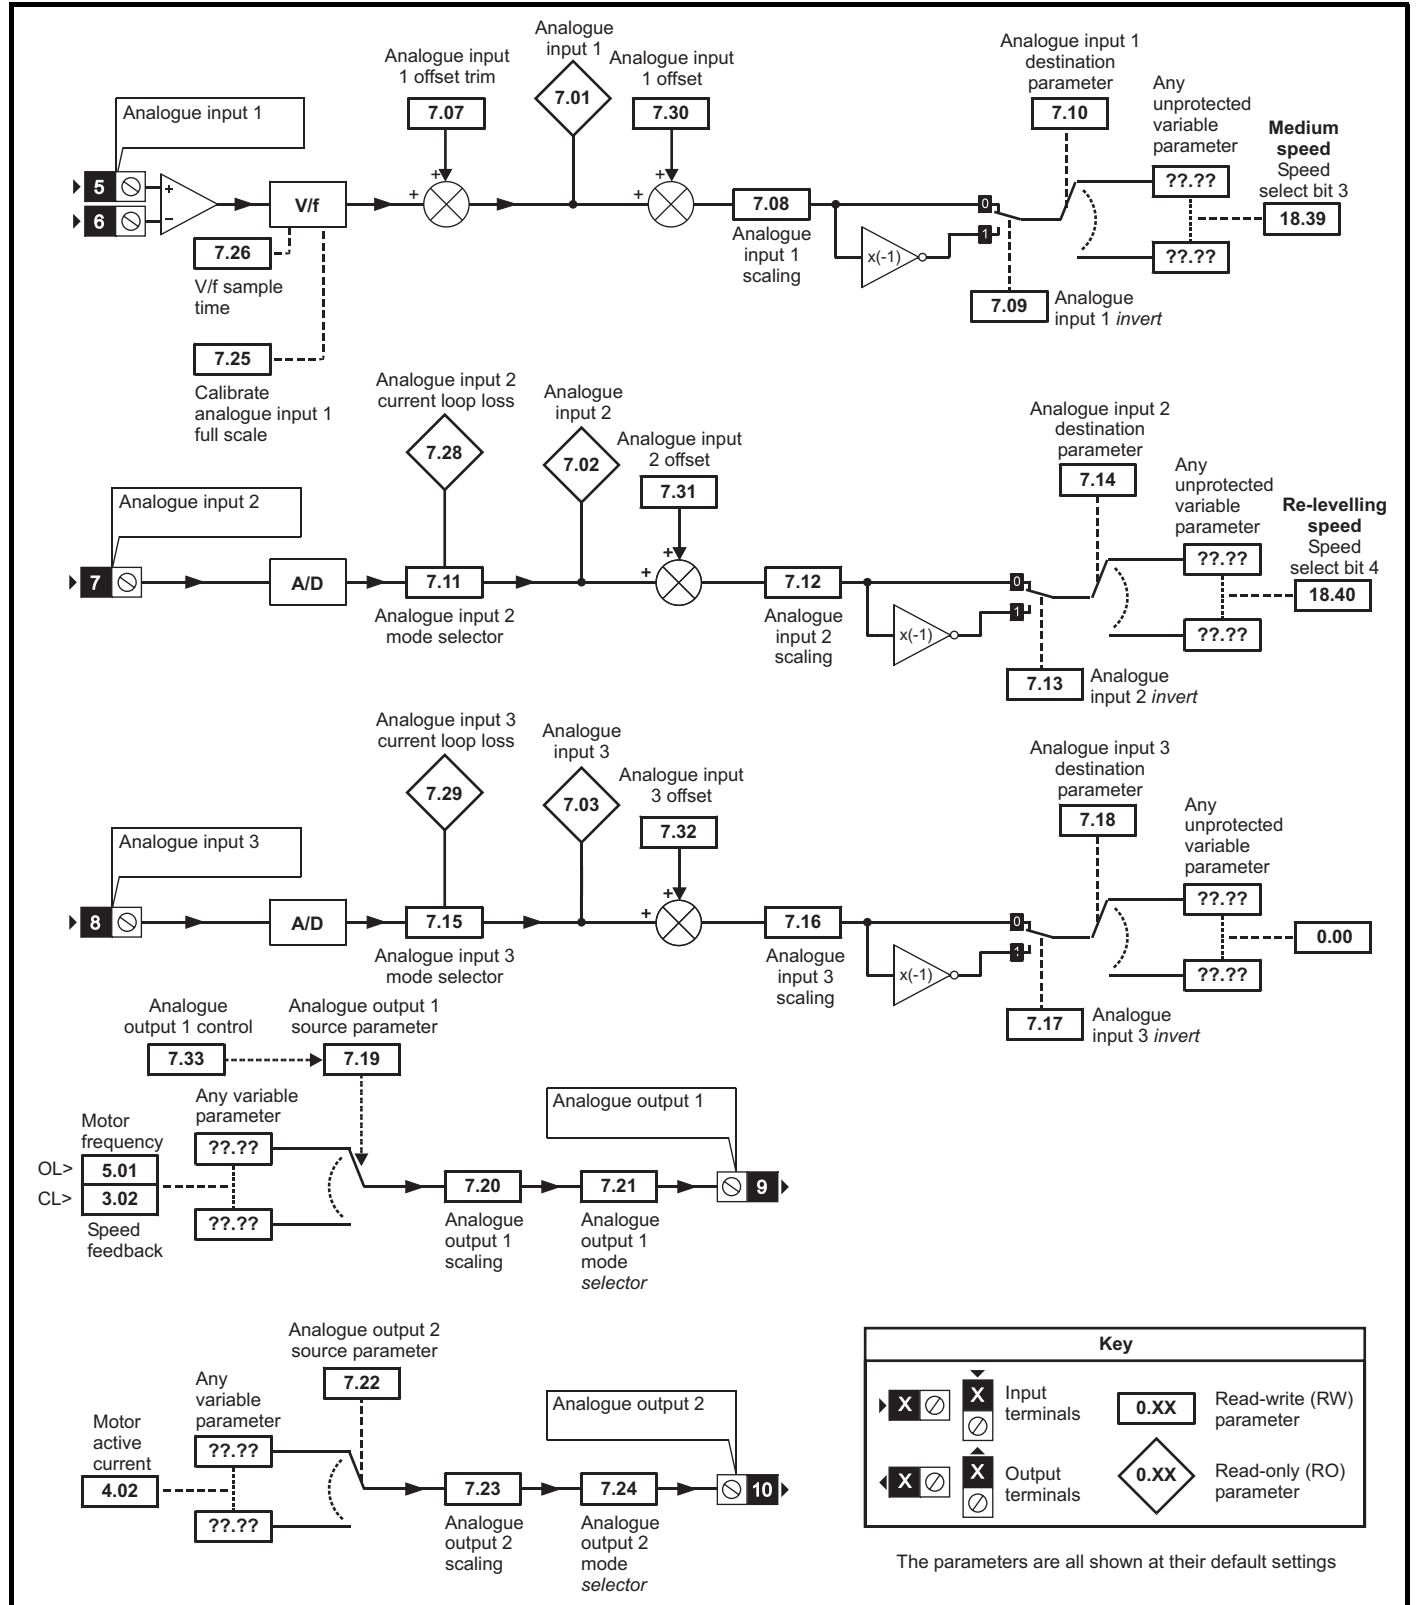 Analogue input 1
5
6
+
−
V/f
7.26
V/f sample
time
7.25
Calibrate
analogue input 1
full scale
Analogue input
1 offset trim
7.07
+
+
Analogue
input 1
7.01
Analogue input
1 offset
7.30
+
+
7.08
Analogue
input 1
scaling
x(-1)
0
1
7.09
Analogue
input 1 invert
Analogue input 1
destination
parameter
7.10
Any
unprotected
variable
parameter
??.??
??.??
Medium
speed
Speed
select bit 3
18.39
Analogue input 2
7
A/D
Analogue input 2
current loop loss
7.28
7.11
Analogue input 2
mode selector
Analogue
input 2
7.02
Analogue input
2 offset
7.31
+
+
7.12
Analogue
input 2
scaling
x(-1)
0
1
7.13
Analogue
input 2 invert
Analogue input 2
destination
parameter
7.14
Any
unprotected
variable
parameter
??.??
??.??
Re-levelling
speed
Speed
select bit 4
18.40
Analogue input 3
8
A/D
Analogue input 3
current loop loss
7.29
7.15
Analogue input 3
mode selector
Analogue
input 3
7.03
Analogue input
3 offset
7.32
+
+
7.16
Analogue
input 3
scaling
x(-1)
0
1
7.17
Analogue
input 3 invert
Analogue input 3
destination
parameter
7.18
Any
unprotected
variable
parameter
??.??
??.??
0.00
Analogue
output 1 control
7.33
Analogue output 1
source parameter
7.19
Any variable
parameter
??.??
??.??
Motor
frequency
OL>
5.01
CL>
3.02
Speed
feedback
7.20
Analogue
output 1
scaling
7.21
Analogue
output 1
mode
selector
Analogue output 1
9
Analogue output 2
source parameter
7.22
Any
variable
parameter
??.??
??.??
Motor
active
current
4.02
7.23
Analogue
output 2
scaling
7.24
Analogue
output 2
mode
selector
Analogue output 2
10
Key
X
X
Input
terminals
0.XX
Read-write (RW)
parameter
X
X
Output
terminals
0.XX
Read-only (RO)
parameter
The parameters are all shown at their default settings